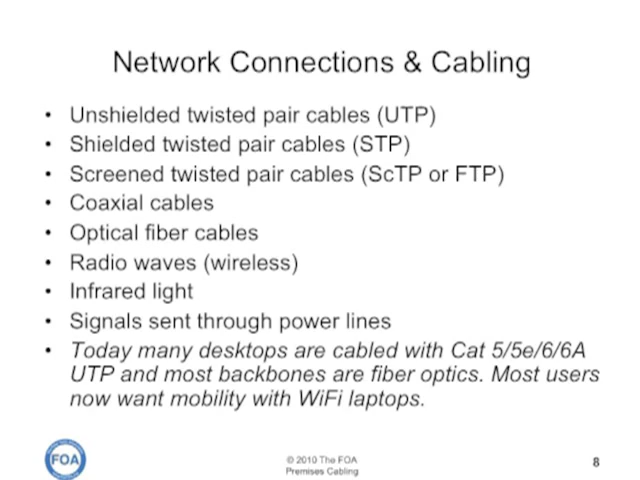 Network Connections & Cabling
• Unshielded twisted pair cables (UTP)
• Shielded twisted pair cables (STP)
• Screened twisted pair cables (ScTP or FTP)
• Coaxial cables
• Optical fiber cables
• Radio waves (wireless)
• Infrared light
• Signals sent through power lines
• Today many desktops are cabled with Cat 5/5e/6/6A
UTP and most backbones are fiber optics. Most users
now want mobility with WiFi laptops.
FOA
© 2010 The FOA
Premises Cabling
8